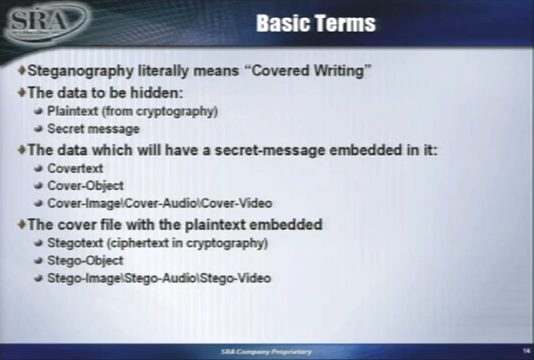 SRA
Basic Terms
Steganography literally means “Covered Writing”
The data to be hidden:
Plaintext (from cryptography)
Secret message
The data which will have a secret-message embedded in it:
Covertext
Cover-Object
Cover-Image\Cover-Audio\Cover-Video
The cover file with the plaintext embedded
Stegotext (ciphertext in cryptography)
Stego-Object
Stego-Image\Stego-Audio\Stego-Video
SRA Company Proprietary
14